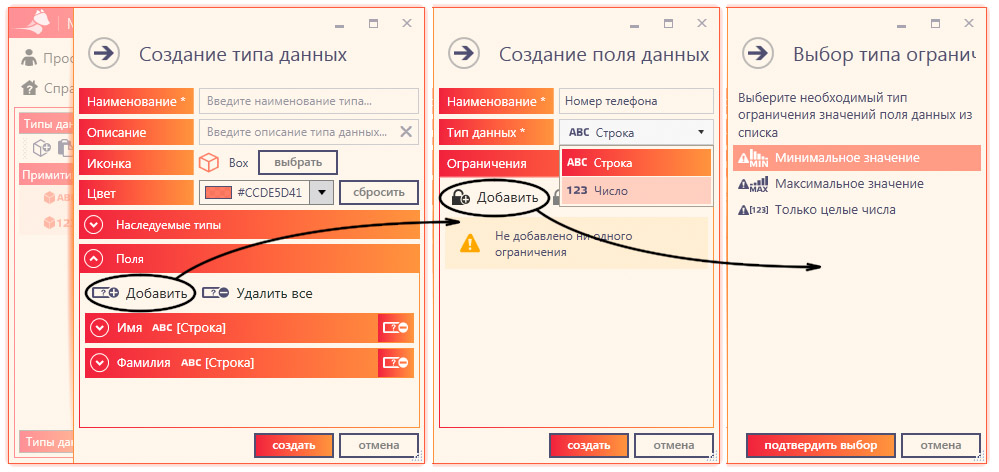 М
Прос
Спра
Типы дан
Примити
ABC
123
Типы дан
Создание типа данных
Наименование *
Введите наименование типа...
Описание
Введите описание типа данных...
Иконка
Box
выбрать
Цвет
#CCDE5D41
сбросить
Наследуемые типы
Поля
Добавить
Удалить все
Имя ABC [Строка]
Фамилия ABC [Строка]
создать
отмена
Создание поля данных
Наименование *
Номер телефона
Тип данных *
ABC Строка
Ограничения
ABC Строка
123 Число
Добавить
Не добавлено ни одного
ограничения
создать
отмена
Выбор типа огранич
Выберите необходимый тип
ограничения значений поля данных из
списка
MIN Минимальное значение
MAX Максимальное значение
[123] Только целые числа
подтвердить выбор
отмена